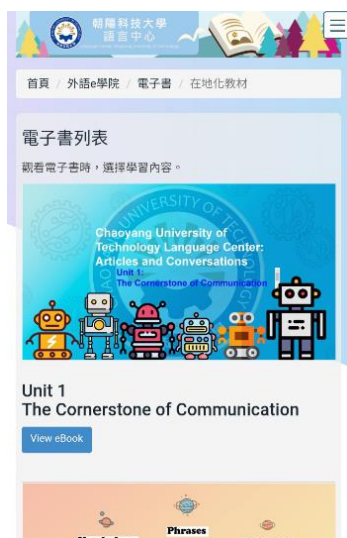 朝陽科技大學
語言中心
首頁 / 外語e學院 / 電子書 / 在地化教材
電子書列表
觀看電子書時，選擇學習內容。
Chaoyang University of
Technology Language Center:
Articles and Conversations
Unit 1:
The Cornerstone of Communication
Unit 1
The Cornerstone of Communication
View eBook
Phrases